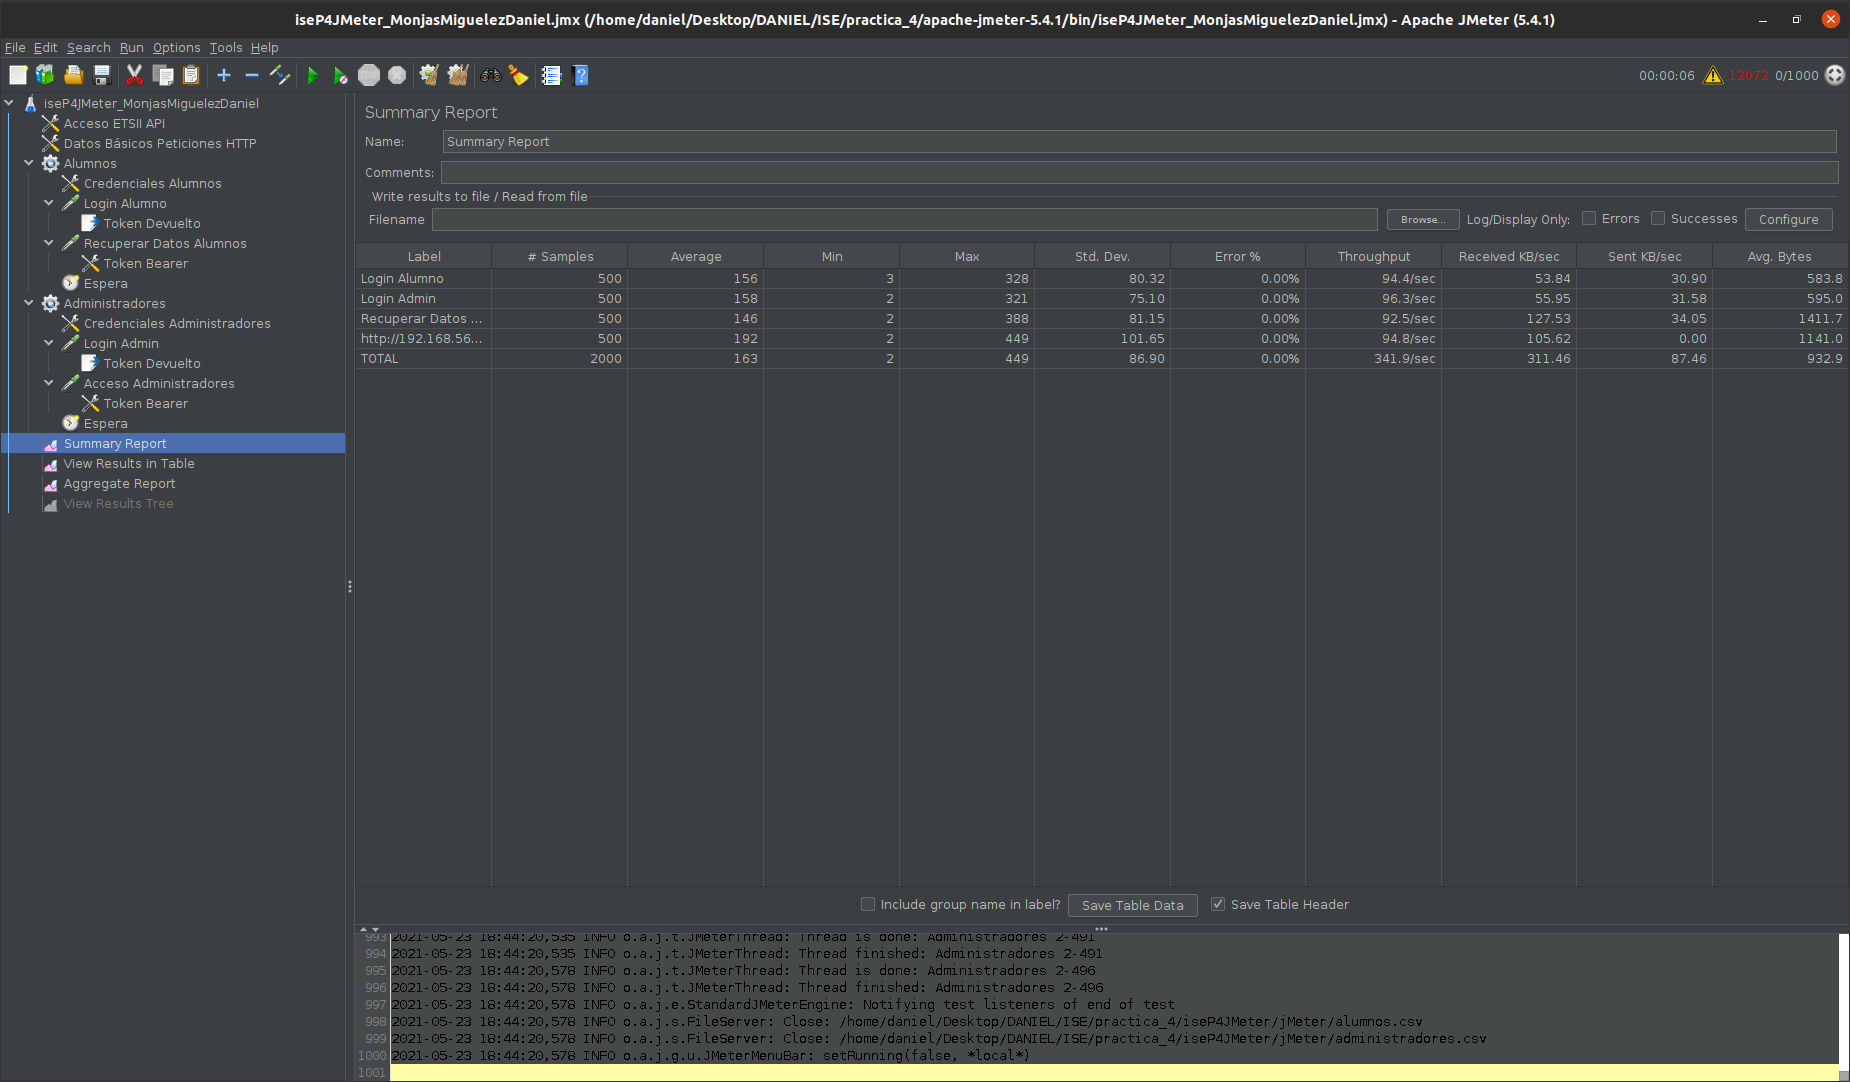 iseP4JMeter_MonjasMiguelezDaniel.jmx (/home/daniel/Desktop/DANIEL/ISE/practica_4/apache-jmeter-5.4.1/bin/iseP4JMeter_MonjasMiguelezDaniel.jmx) - Apache JMeter (5.4.1)
File Edit Search Run Options Tools Help
00:00:06 12072 0/1000
iseP4JMeter_MonjasMiguelezDaniel
Acceso ETSII API
Datos Básicos Peticiones HTTP
Alumnos
Credenciales Alumnos
Login Alumno
Token Devuelto
Recuperar Datos Alumnos
Token Bearer
Espera
Administradores
Credenciales Administradores
Login Admin
Token Devuelto
Acceso Administradores
Token Bearer
Espera
Summary Report
View Results in Table
Aggregate Report
View Results Tree
Summary Report
Name: Summary Report
Comments:
Write results to file / Read from file
Filename Browse... Log/Display Only: Errors Successes Configure
Label # Samples Average Min Max Std. Dev. Error % Throughput Received KB/sec Sent KB/sec Avg. Bytes
Login Alumno 500 156 3 328 80.32 0.00% 94.4/sec 53.84 30.90 583.8
Login Admin 500 158 2 321 75.10 0.00% 96.3/sec 55.95 31.58 595.0
Recuperar Datos ... 500 146 2 388 81.15 0.00% 92.5/sec 127.53 34.05 1411.7
http://192.168.56... 500 192 2 449 101.65 0.00% 94.8/sec 105.62 0.00 1141.0
TOTAL 2000 163 2 449 86.90 0.00% 341.9/sec 311.46 87.46 932.9
Include group name in label? Save Table Data Save Table Header
993 2021-05-23 18:44:20,535 INFO o.a.j.t.JMeterThread: Thread is done: Administradores 2-491
994 2021-05-23 18:44:20,535 INFO o.a.j.t.JMeterThread: Thread finished: Administradores 2-491
995 2021-05-23 18:44:20,578 INFO o.a.j.t.JMeterThread: Thread is done: Administradores 2-496
996 2021-05-23 18:44:20,578 INFO o.a.j.t.JMeterThread: Thread finished: Administradores 2-496
997 2021-05-23 18:44:20,578 INFO o.a.j.e.StandardJMeterEngine: Notifying test listeners of end of test
998 2021-05-23 18:44:20,578 INFO o.a.j.s.FileServer: Close: /home/daniel/Desktop/DANIEL/ISE/practica_4/iseP4JMeter/jMeter/alumnos.csv
999 2021-05-23 18:44:20,578 INFO o.a.j.s.FileServer: Close: /home/daniel/Desktop/DANIEL/ISE/practica_4/iseP4JMeter/jMeter/administradores.csv
1000 2021-05-23 18:44:20,578 INFO o.a.j.g.u.JMeterMenuBar: setRunning(false, *local*)
1001